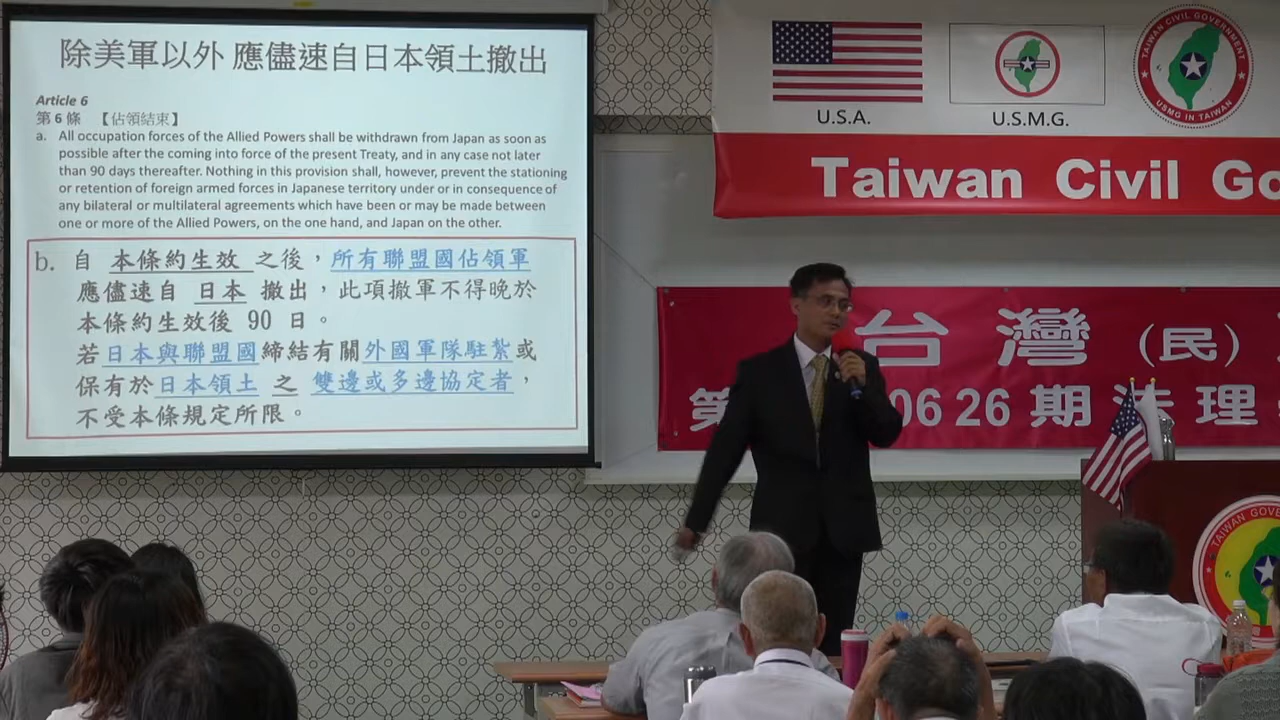 除美軍以外 應儘速自日本領土撤出
Article 6
第 6 條 【佔領結束】
a. All occupation forces of the Allied Powers shall be withdrawn from Japan as soon as
possible after the coming into force of the present Treaty, and in any case not later
than 90 days thereafter. Nothing in this provision shall, however, prevent the stationing
or retention of foreign armed forces in Japanese territory under or in consequence of
any bilateral or multilateral agreements which have been or may be made between
one or more of the Allied Powers, on the one hand, and Japan on the other.
b. 自 本條約生效 之後，所有聯盟國佔領軍
應儘速自 日本 撤出，此項撤軍不得晚於
本條約生效後 90 日。
若日本與聯盟國締結有關外國軍隊駐紮或
保有於日本領土 之 雙邊或多邊協定者，
不受本條規定所限。
U.S.A.
U.S.M.G.
TAIWAN CIVIL GOVERNMENT
USMG IN TAIWAN
Taiwan Civil Go
台灣(民)
第 06 26 期法理
TAIWAN GOVE